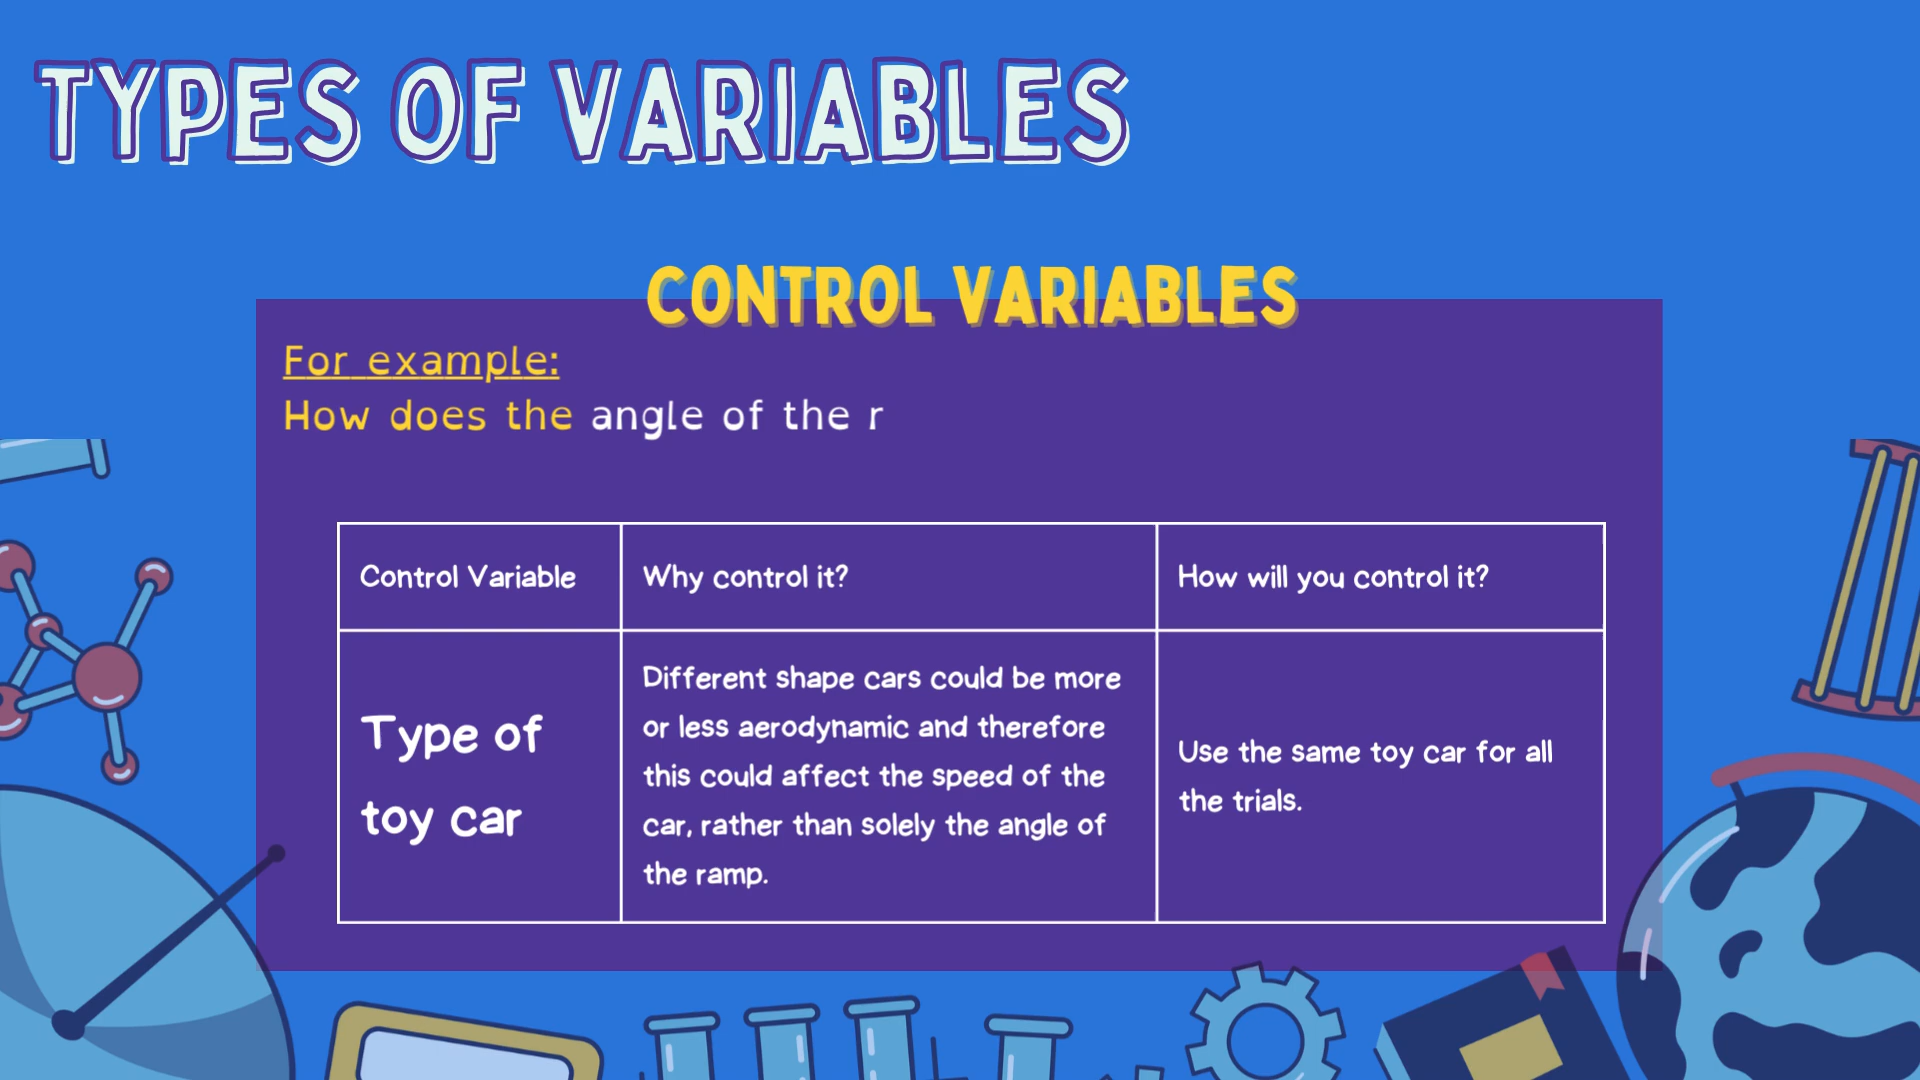 TYPES OF VARIABLES
CONTROL VARIABLES
For example:
How does the angle of the r
Control Variable
Why control it?
How will you control it?
Type of
toy car
Different shape cars could be more
or less aerodynamic and therefore
this could affect the speed of the
car, rather than solely the angle of
the ramp.
Use the same toy car for all
the trials.